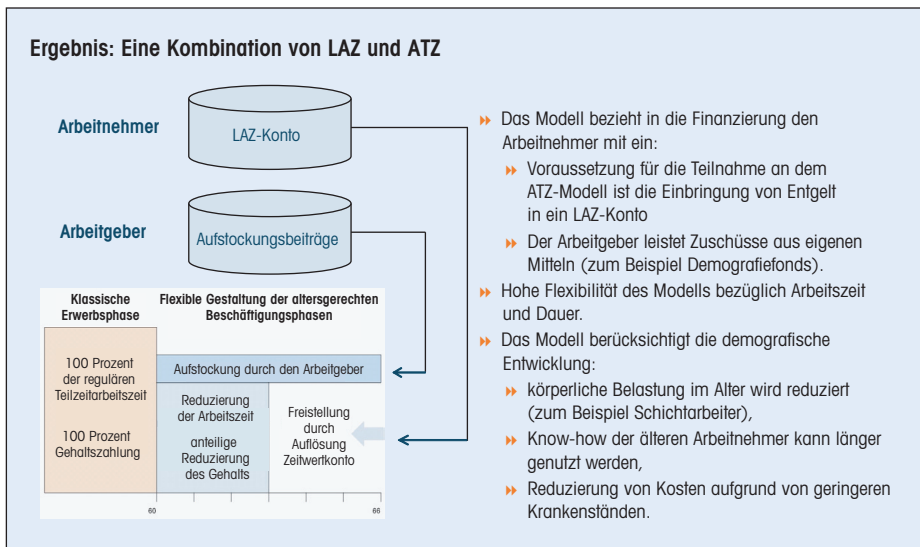 Ergebnis: Eine Kombination von LAZ und ATZ
Arbeitnehmer
LAZ-Konto
Arbeitgeber
Aufstockungsbeiträge
Klassische
Erwerbsphase
Flexible Gestaltung der altersgerechten
Beschäftigungsphasen
100 Prozent
der regulären
Teilzeitarbeitszeit
100 Prozent
Gehaltszahlung
Aufstockung durch den Arbeitgeber
Reduzierung
der Arbeitszeit
anteilige
Reduzierung
des Gehalts
Freistellung
durch
Auflösung
Zeitwertkonto
60
66
Das Modell bezieht in die Finanzierung den
Arbeitnehmer mit ein:
Voraussetzung für die Teilnahme an dem
ATZ-Modell ist die Einbringung von Entgelt
in ein LAZ-Konto
Der Arbeitgeber leistet Zuschüsse aus eigenen
Mitteln (zum Beispiel Demografiefonds).
Hohe Flexibilität des Modells bezüglich Arbeitszeit
und Dauer.
Das Modell berücksichtigt die demografische
Entwicklung:
körperliche Belastung im Alter wird reduziert
(zum Beispiel Schichtarbeiter),
Know-how der älteren Arbeitnehmer kann länger
genutzt werden,
Reduzierung von Kosten aufgrund von geringeren
Krankenständen.